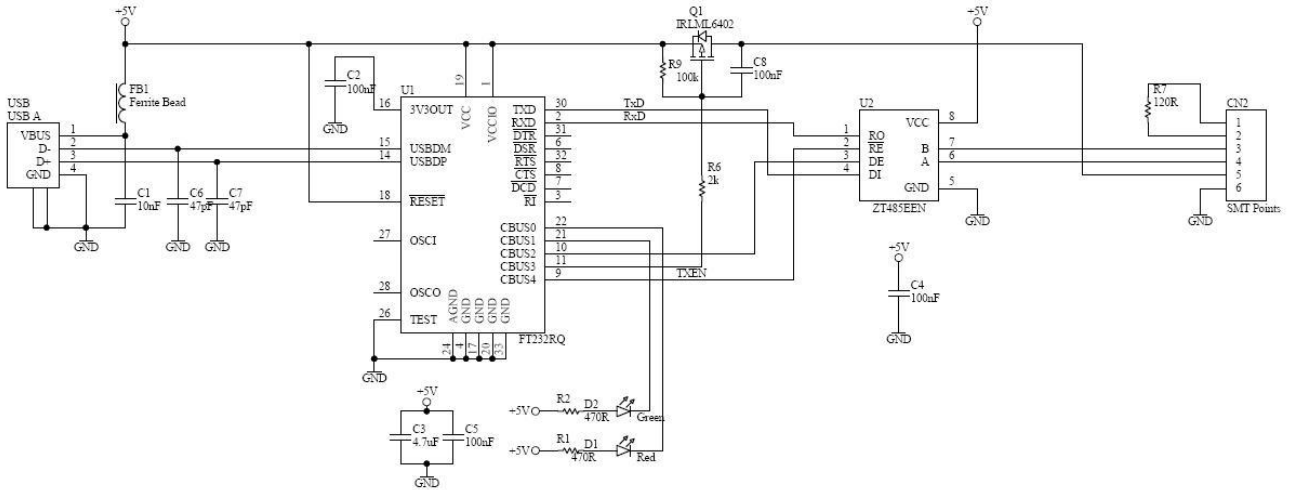 +5V
Q1
IRLML6402
+5V
R9
100k
C8
100nF
FB1
Ferrite Bead
C2
100nF
GND
U1
19
1
VCC
VCCIO
16
3V3OUT
TXD
30
TxD
RXD
2
RxD
DTR
31
15
USBDM
DSR
6
14
USBDP
RTS
32
CTS
8
DCD
7
18
RESET
RI
3
CBUS0
22
CBUS1
21
27
OSCI
CBUS2
10
CBUS3
11
TXEN
CBUS4
9
28
OSCO
26
TEST
AGND
GND
GND
GND
GND
24
4
17
20
33
FT232RQ
GND
USB
USB A
VBUS
1
D-
2
D+
3
GND
4
C1
10nF
C6
47pF
C7
47pF
GND
GND
GND
R6
2k
U2
1
RO
VCC
8
2
RE
B
7
3
DE
A
6
4
DI
GND
5
ZT485EEN
GND
R7
120R
CN2
1
2
3
4
5
6
GND
SMT Points
+5V
C4
100nF
GND
+5V
C3
4.7uF
C5
100nF
GND
+5V
R2
470R
D2
Green
+5V
R1
470R
D1
Red